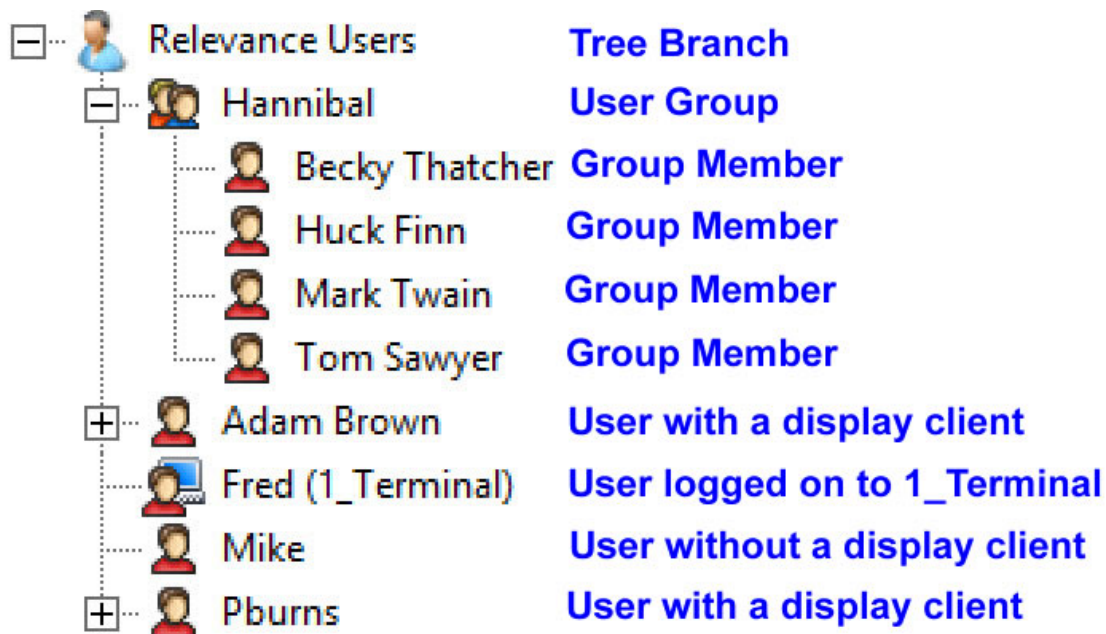 Relevance Users Tree Branch
Hannibal User Group
Becky Thatcher Group Member
Huck Finn Group Member
Mark Twain Group Member
Tom Sawyer Group Member
Adam Brown User with a display client
Fred (1_Terminal) User logged on to 1_Terminal
Mike User without a display client
Pburns User with a display client